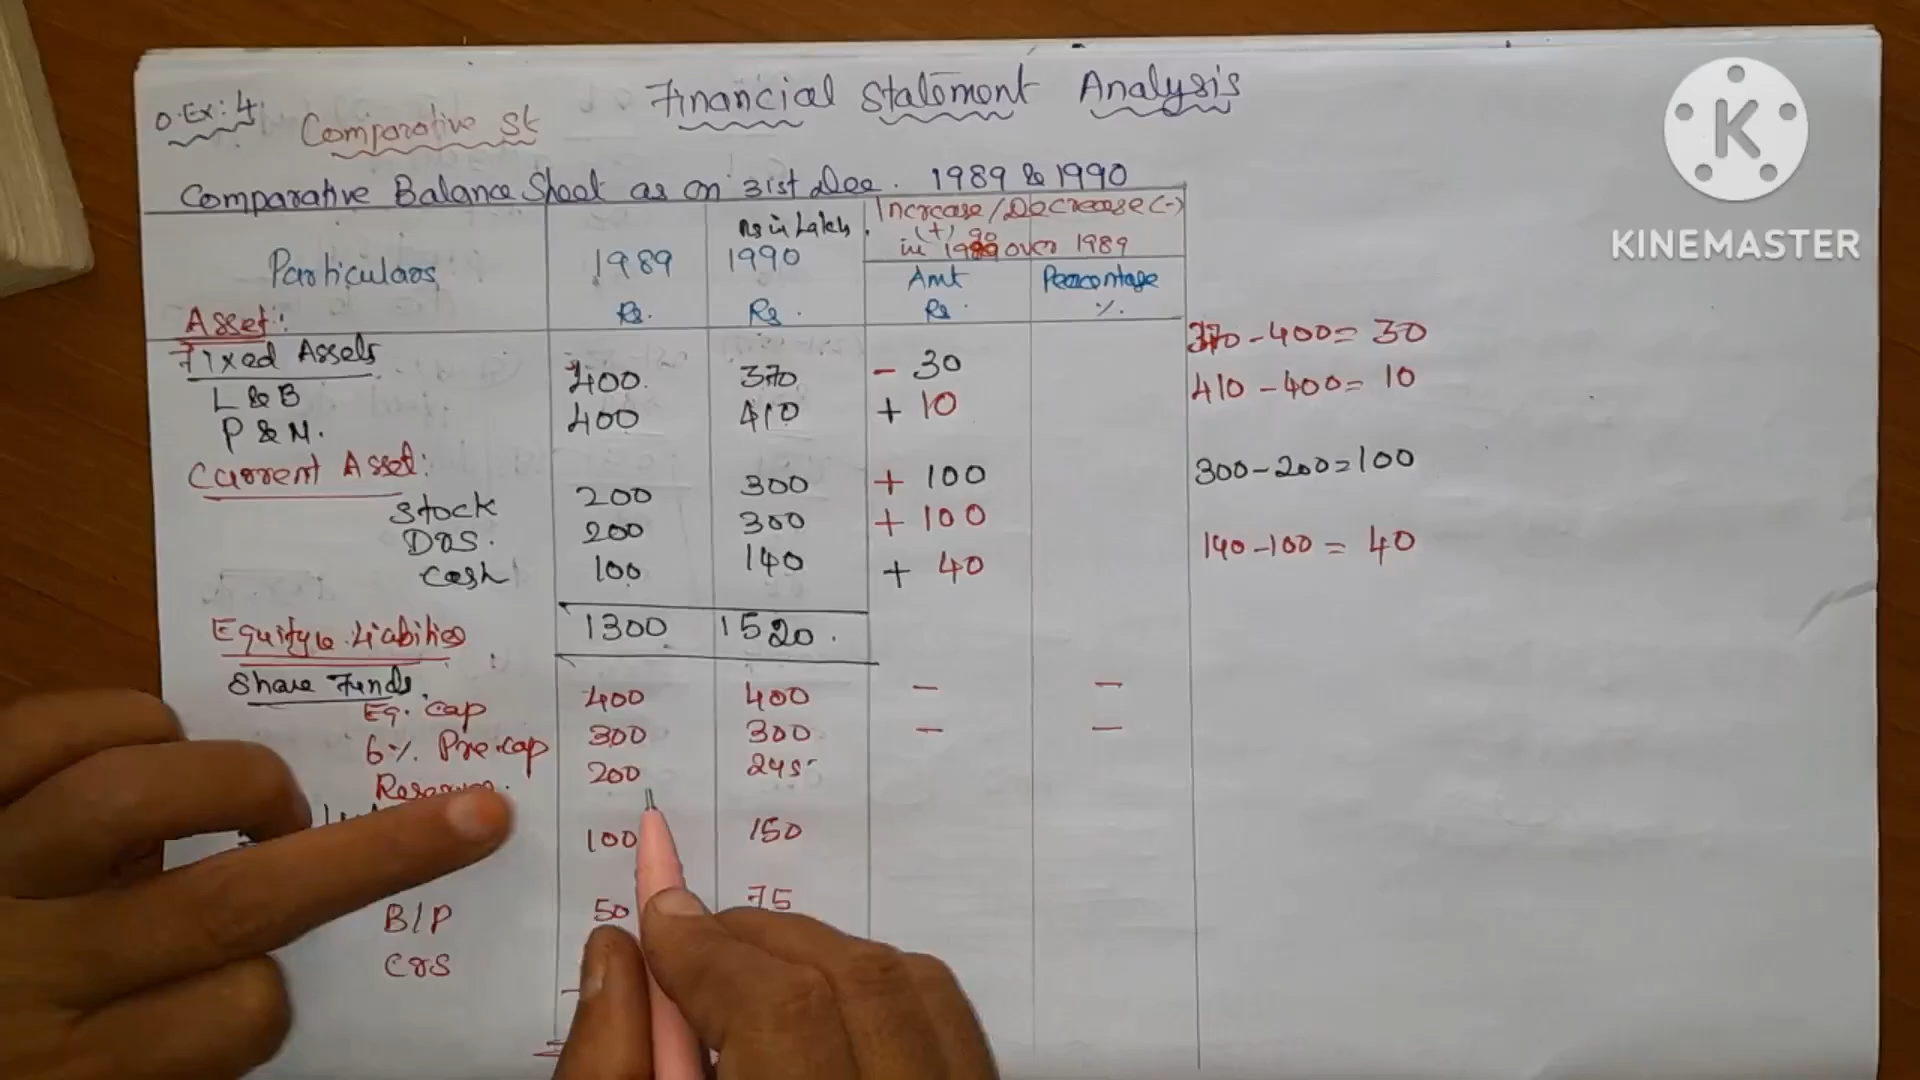 O.Ex: 4
Financial Statement Analysis
Comparative St
Comparative Balance Sheet as on 31st Dec. 1989 & 1990
Particulars
1989
Rs.
Rs in Lakhs.
1990
Rs.
Increase/Decrease (-)
(+) 90
in 19 over 1989
Amt
Rs.
Percentage
%.
Asset:
Fixed Assets
L & B 400. 370 - 30
370 - 400 = 30
P & M. 400 410 + 10
410 - 400 = 10
Current Asset:
Stock 200 300 + 100
300 - 200 = 100
Drs. 200 300 + 100
Cash 100 140 + 40
140 - 100 = 40
1300 1520.
Equity & Liabilities
Share Funds.
Eq. cap 400 400 - -
6% Pre.cap 300 300 - -
200 245
100 150
B/P 50 75
Crs
KINEMASTER